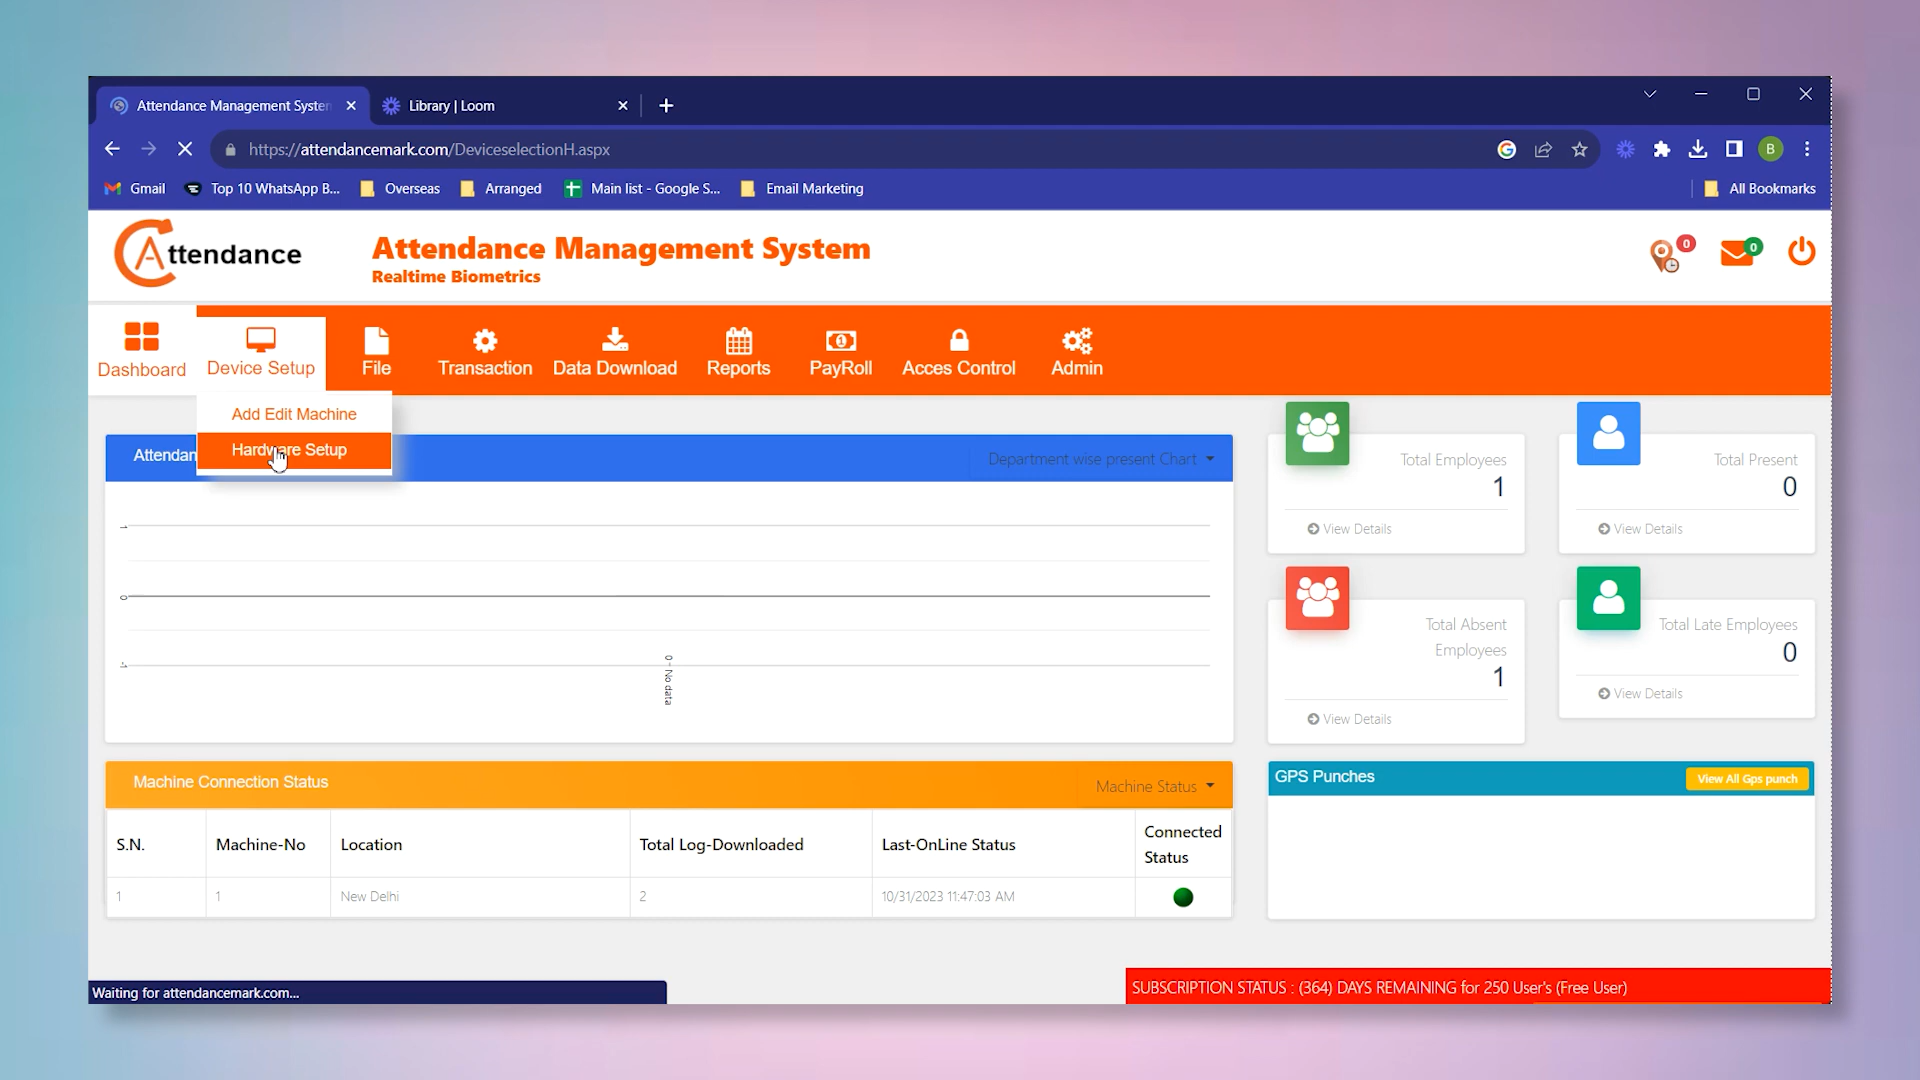 Attendance Management System
Library | Loom
https://attendancemark.com/DeviceselectionH.aspx
B
Gmail
Top 10 WhatsApp B...
Overseas
Arranged
Main list - Google S...
Email Marketing
All Bookmarks
Attendance
Attendance Management System
Realtime Biometrics
0
0
Dashboard
Device Setup
File
Transaction
Data Download
Reports
PayRoll
Acces Control
Admin
Add Edit Machine
Hardware Setup
Attendan
Department wise present Chart
1
0
-1
0 - No data
Total Employees
1
View Details
Total Present
0
View Details
Total Absent
Employees
1
View Details
Total Late Employees
0
View Details
Machine Connection Status
Machine Status
S.N. Machine-No Location Total Log-Downloaded Last-OnLine Status Connected Status
1 1 New Delhi 2 10/31/2023 11:47:03 AM
GPS Punches
View All Gps punch
Waiting for attendancemark.com...
SUBSCRIPTION STATUS : (364) DAYS REMAINING for 250 User's (Free User)